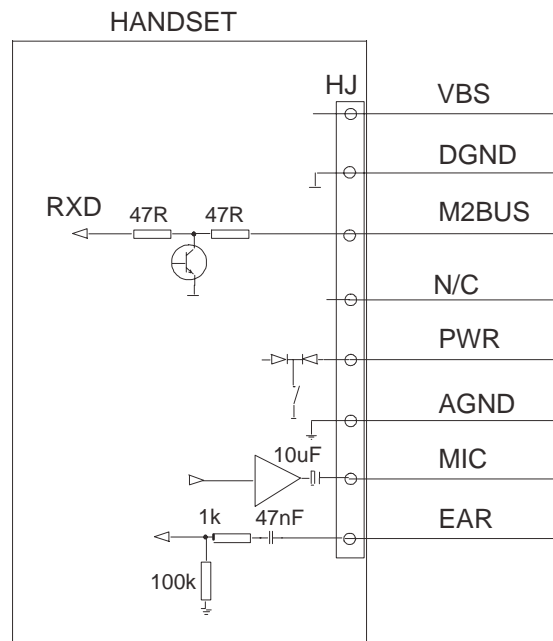 HANDSET
HJ
VBS
DGND
RXD
47R 47R
M2BUS
N/C
PWR
AGND
10uF
MIC
1k 47nF
EAR
100k